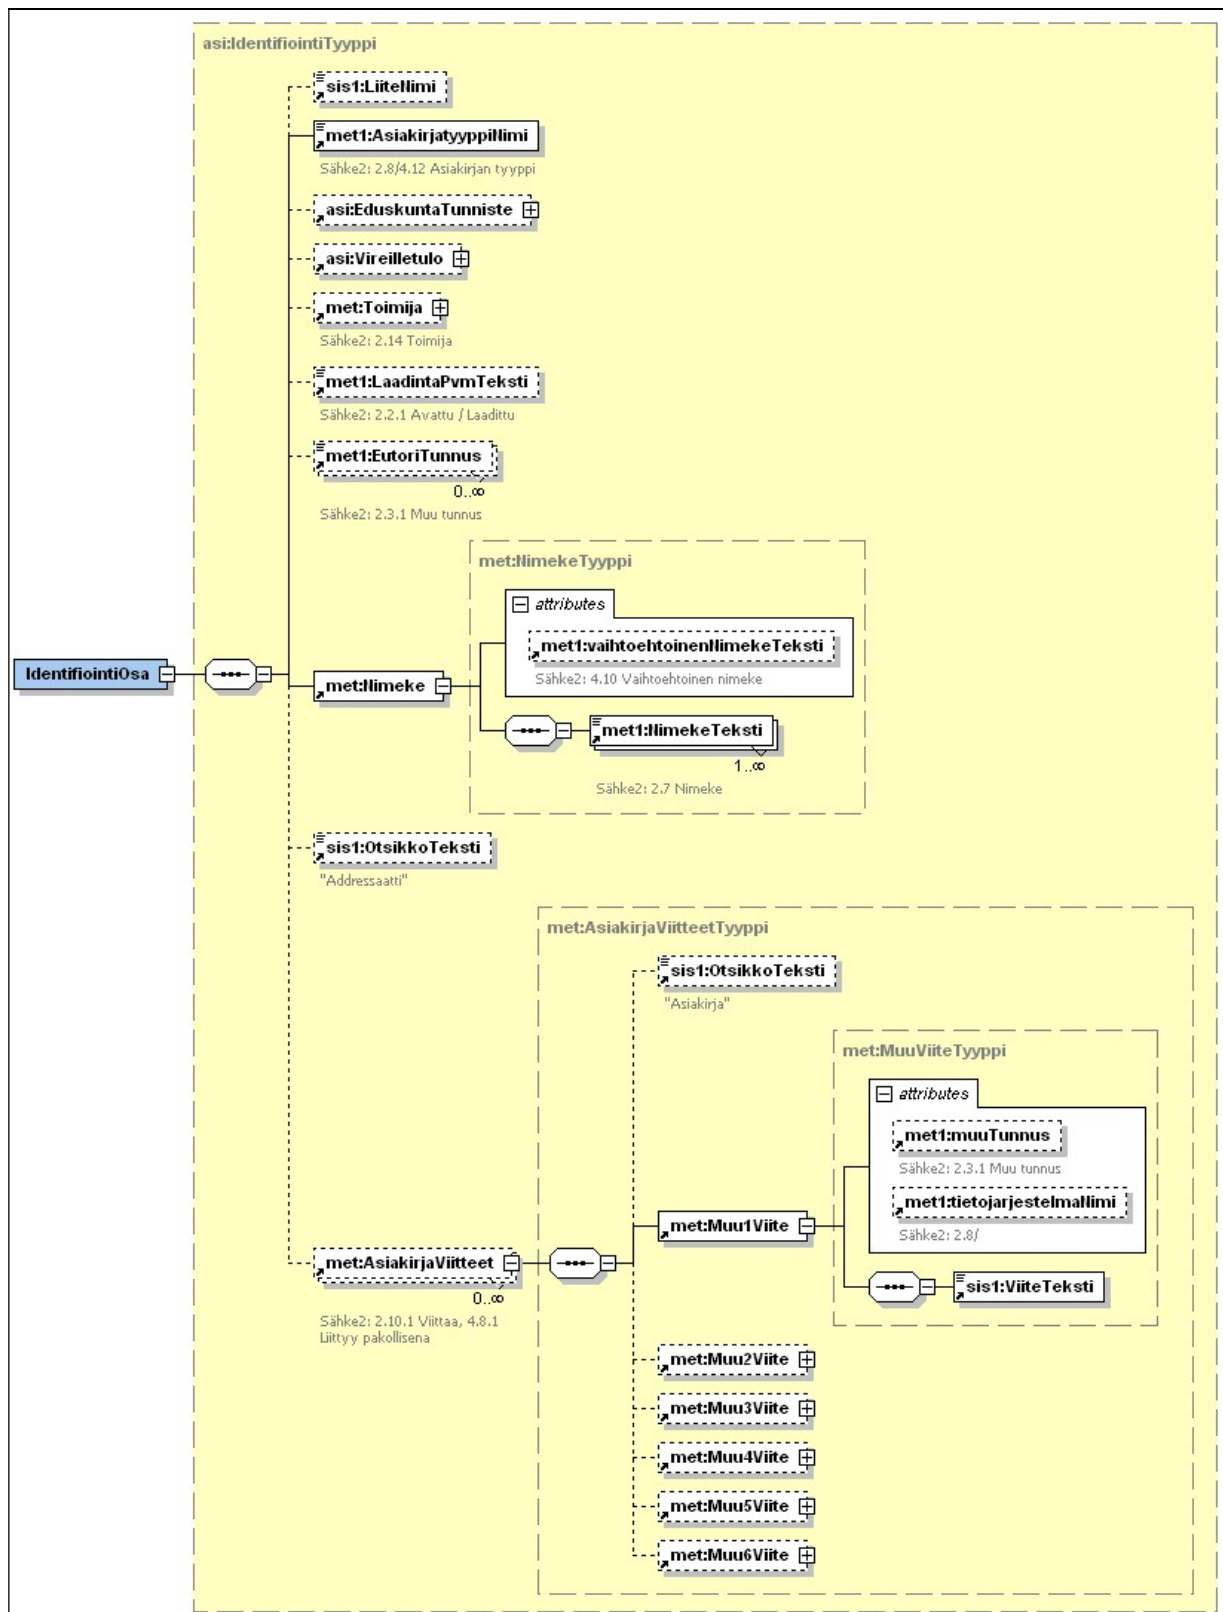 asi:IdentifiointiTyyppi
sis1:LiiteNimi
met1:AsiakirjatyyppiNimi
Sähke2: 2.8/4.12 Asiakirjan tyyppi
asi:EduskuntaTunniste
asi:Vireilletulo
met:Toimija
Sähke2: 2.14 Toimija
met1:LaadintaPvmTeksti
Sähke2: 2.2.1 Avattu / Laadittu
met1:EutoriTunnus
0..∞
Sähke2: 2.3.1 Muu tunnus
met:NimekeTyyppi
attributes
met1:vaihtoehtoinenNimekeTeksti
Sähke2: 4.10 Vaihtoehtoinen nimeke
IdentifiointiOsa
met:Nimeke
met1:NimekeTeksti
1..∞
Sähke2: 2.7 Nimeke
sis1:OtsikkoTeksti
"Addressaatti"
met:AsiakirjaViitteetTyyppi
sis1:OtsikkoTeksti
"Asiakirja"
met:MuuViiteTyyppi
attributes
met1:muuTunnus
Sähke2: 2.3.1 Muu tunnus
met1:tietojarjestelmaNimi
Sähke2: 2.8/
met:Muu1Viite
met:AsiakirjaViitteet
0..∞
sis1:ViiteTeksti
Sähke2: 2.10.1 Viittaa, 4.8.1
Liittyy pakollisena
met:Muu2Viite
met:Muu3Viite
met:Muu4Viite
met:Muu5Viite
met:Muu6Viite